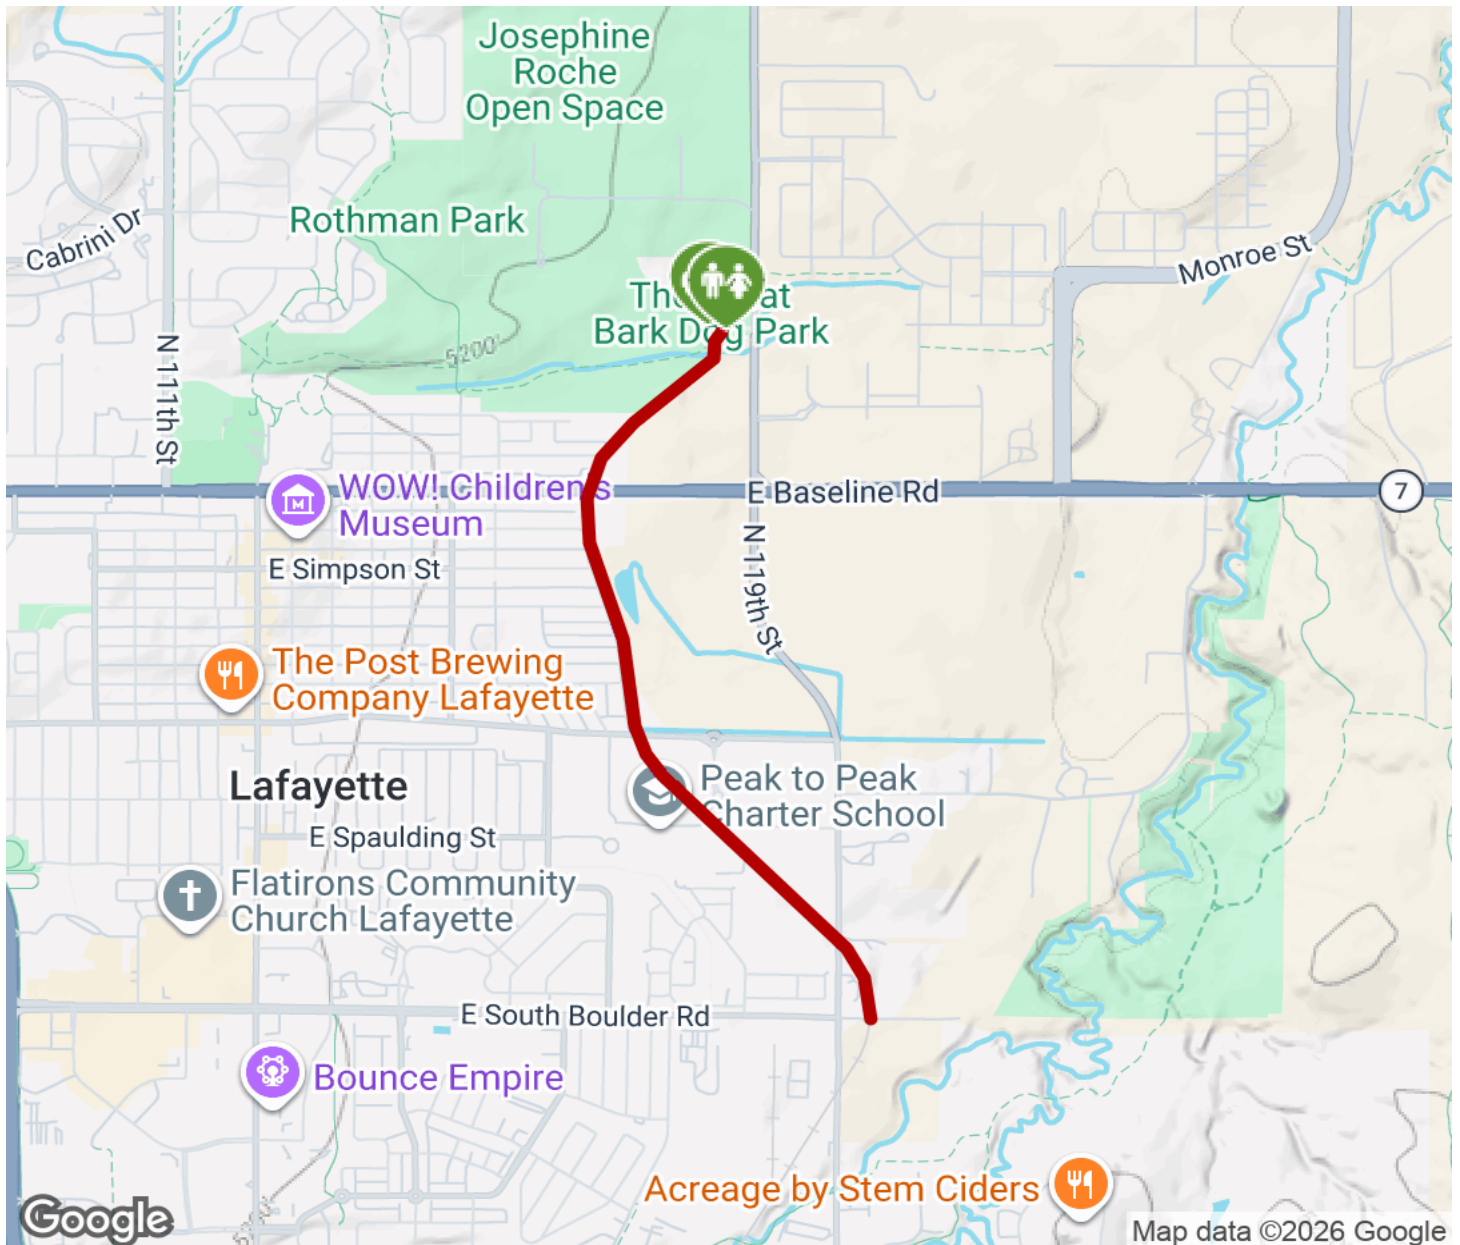 Josephine
Roche
Open Space
Rothman Park
Cabrini Dr
Monroe St
Bark Dog Park
5200'
N 111th St
WOW! Children's
Museum
E Baseline Rd
7
E Simpson St
N 119th St
The Post Brewing
Company Lafayette
Lafayette
Peak to Peak
Charter School
E Spaulding St
Flatirons Community
Church Lafayette
E South Boulder Rd
Bounce Empire
Acreage by Stem Ciders
Google
Map data ©2026 Google